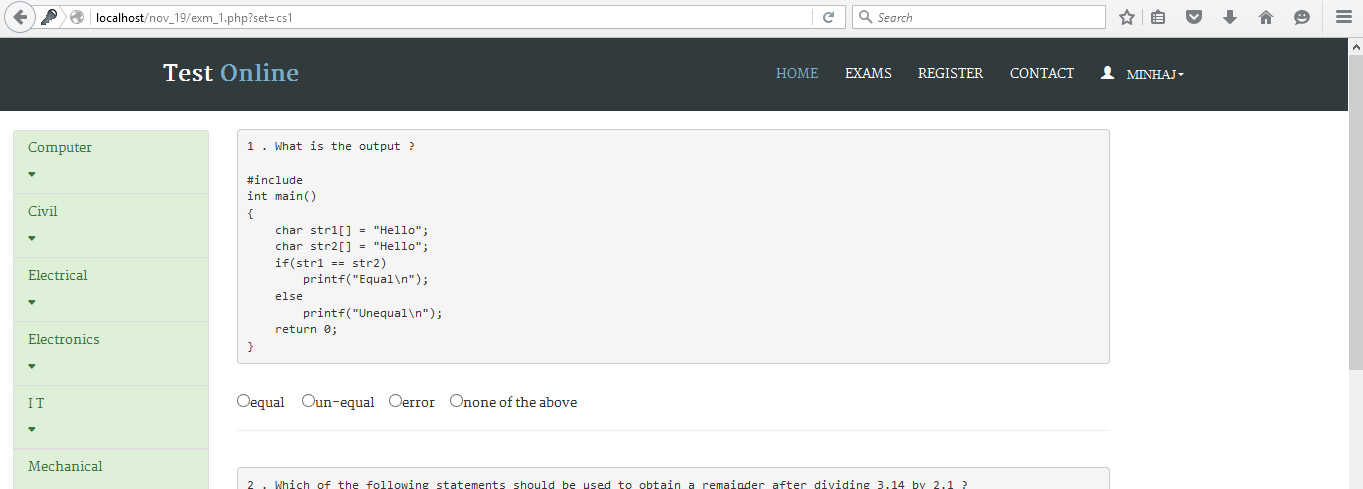 localhost/nov_19/exm_1.php?set=cs1
Search
Test Online
HOME EXAMS REGISTER CONTACT MINHAJ
Computer
Civil
Electrical
Electronics
I T
Mechanical
1 . What is the output ?
#include
int main()
{
    char str1[] = "Hello";
    char str2[] = "Hello";
    if(str1 == str2)
        printf("Equal\n");
    else
        printf("Unequal\n");
    return 0;
}
equal un-equal error none of the above
2 . Which of the following statements should be used to obtain a remainder after dividing 3.14 by 2.1 ?